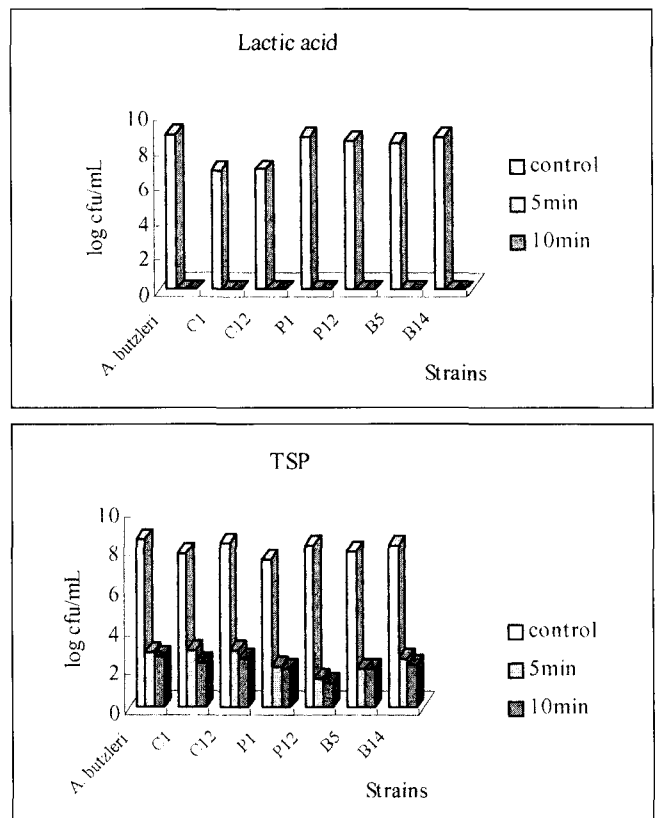 Lactic acid
log cfu/mL
10
8
6
4
2
0
A. butzleri
C1
C12
P1
P12
B5
B14
Strains
control
5min
10min
TSP
log cfu/mL
10
8
6
4
2
0
A. butzleri
C1
C12
P1
P12
B5
B14
Strains
control
5min
10min